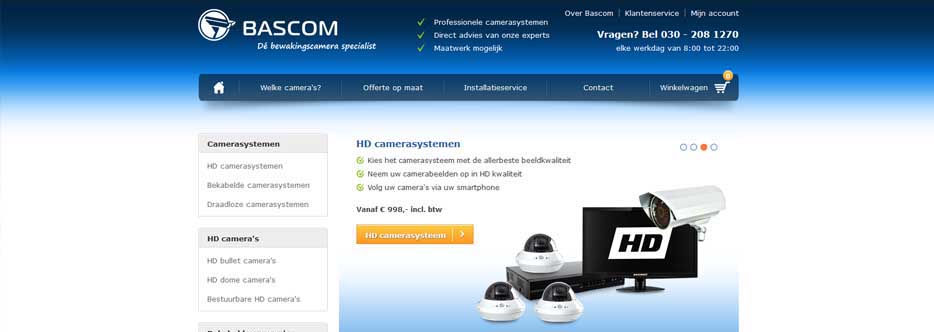 BASCOM
Dé bewakingscamera specialist
Professionele camerasystemen
Direct advies van onze experts
Maatwerk mogelijk
Over Bascom | Klantenservice | Mijn account
Vragen? Bel 030 - 208 1270
elke werkdag van 8:00 tot 22:00
Welke camera's?
Offerte op maat
Installatieservice
Contact
Winkelwagen
0
Camerasystemen
HD camerasystemen
Bekabelde camerasystemen
Draadloze camerasystemen
HD camera's
HD bullet camera's
HD dome camera's
Bestuurbare HD camera's
HD camerasystemen
Kies het camerasysteem met de allerbeste beeldkwaliteit
Neem uw camerabeelden op in HD kwaliteit
Volg uw camera's via uw smartphone
Vanaf € 998,- incl. btw
HD camerasysteem
HD